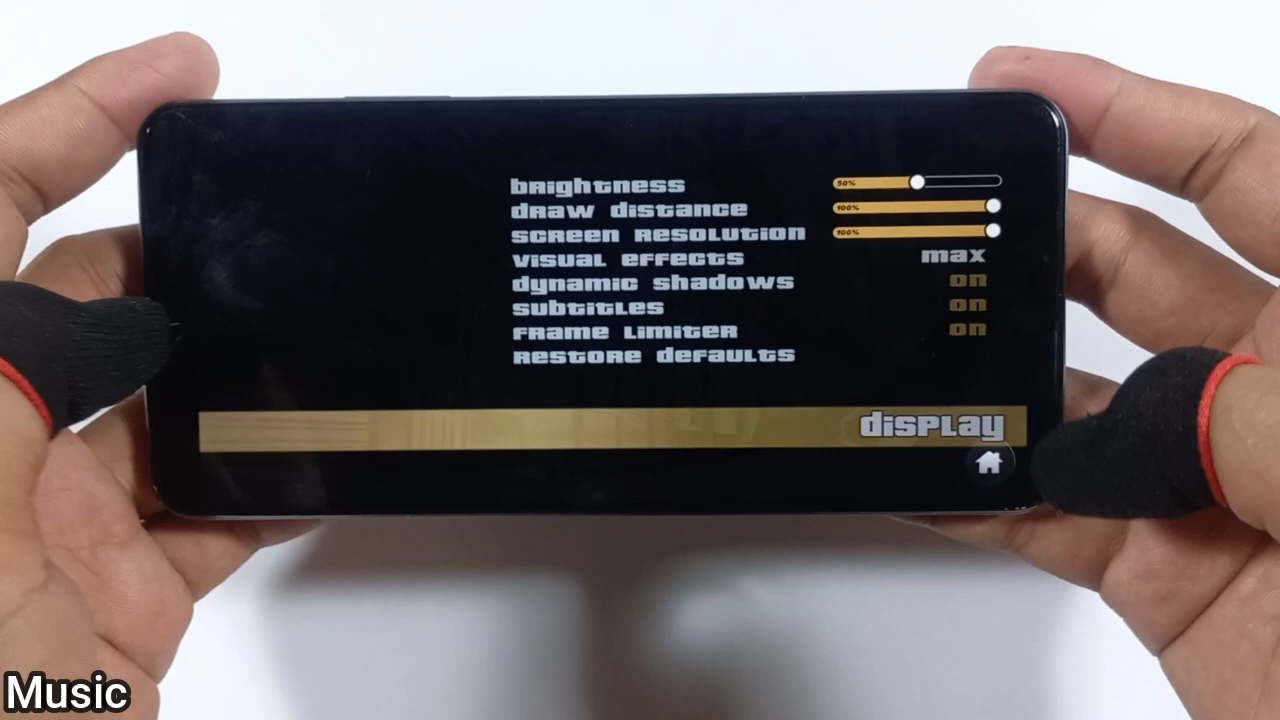 brightness 50%
draw distance 100%
screen resolution 100%
visual effects max
dynamic shadows on
subtitles on
frame limiter on
restore defaults
display
Music